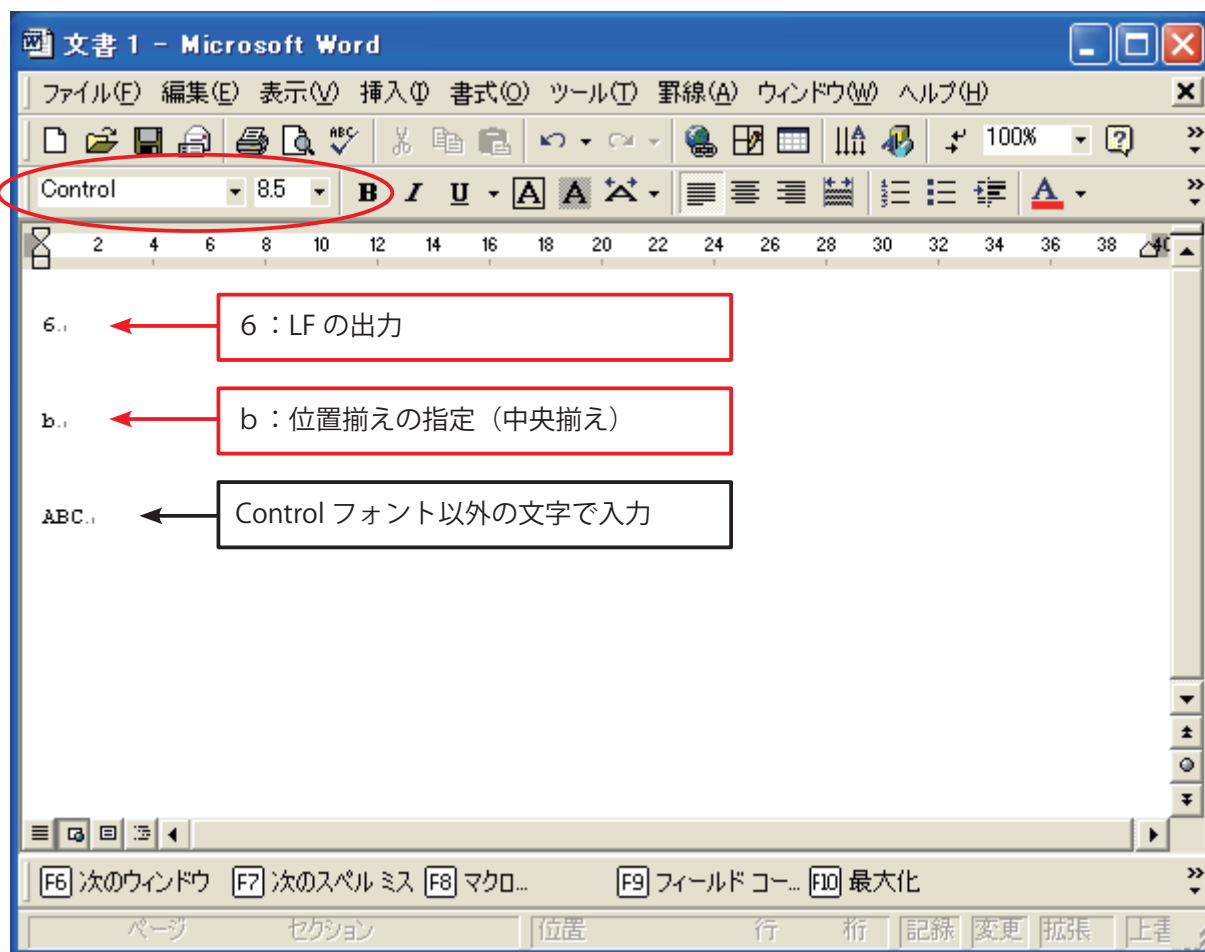 文書 1 - Microsoft Word
ファイル(F) 編集(E) 表示(V) 挿入(I) 書式(O) ツール(T) 罫線(A) ウィンドウ(W) ヘルプ(H)
ABC 100%
Control 8.5 B I U A A A A
2 4 6 8 10 12 14 16 18 20 22 24 26 28 30 32 34 36 38 40
6 6：LF の出力
b b：位置揃えの指定（中央揃え）
ABC Control フォント以外の文字で入力
F6 次のウィンドウ F7 次のスペル ミス F8 マクロ... F9 フィールド コー... F10 最大化
ページ セクション 位置 行 桁 記録 変更 拡張 上書